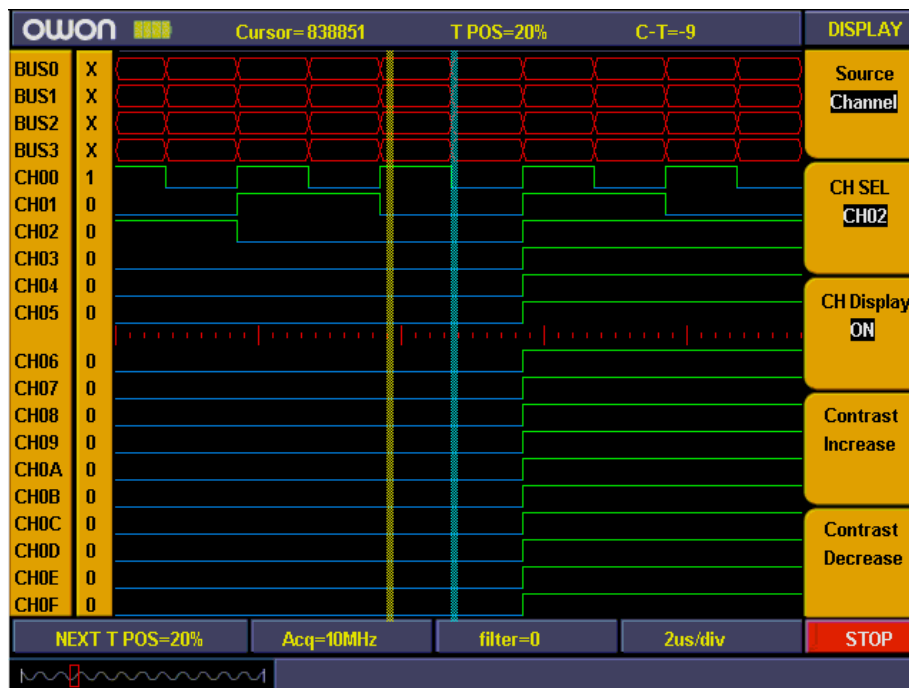 owon Cursor=838851 T POS=20% C-T=-9 DISPLAY
BUS0 X
BUS1 X
BUS2 X
BUS3 X
CH00 1
CH01 0
CH02 0
CH03 0
CH04 0
CH05 0
CH06 0
CH07 0
CH08 0
CH09 0
CH0A 0
CH0B 0
CH0C 0
CH0D 0
CH0E 0
CH0F 0
Source
Channel
CH SEL
CH02
CH Display
ON
Contrast
Increase
Contrast
Decrease
NEXT T POS=20% Acq=10MHz filter=0 2us/div STOP